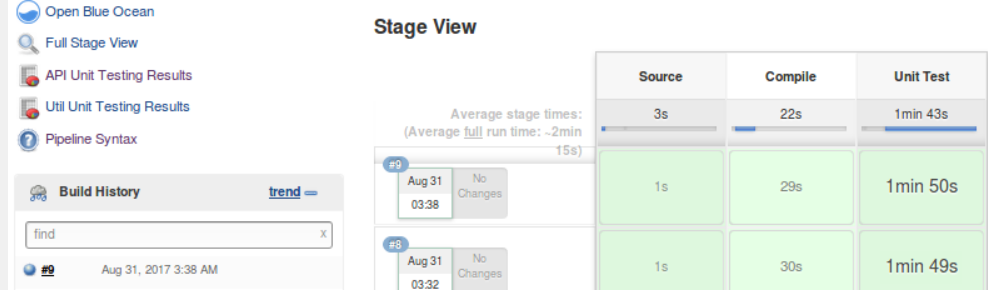 Open Blue Ocean
Full Stage View
API Unit Testing Results
Util Unit Testing Results
Pipeline Syntax
Build History
trend
find
x
#9
Aug 31, 2017 3:38 AM
Stage View
Source
Compile
Unit Test
Average stage times:
(Average full run time: ~2min
15s)
3s
22s
1min 43s
#9
Aug 31
03:38
No
Changes
1s
29s
1min 50s
#8
Aug 31
03:32
No
Changes
1s
30s
1min 49s